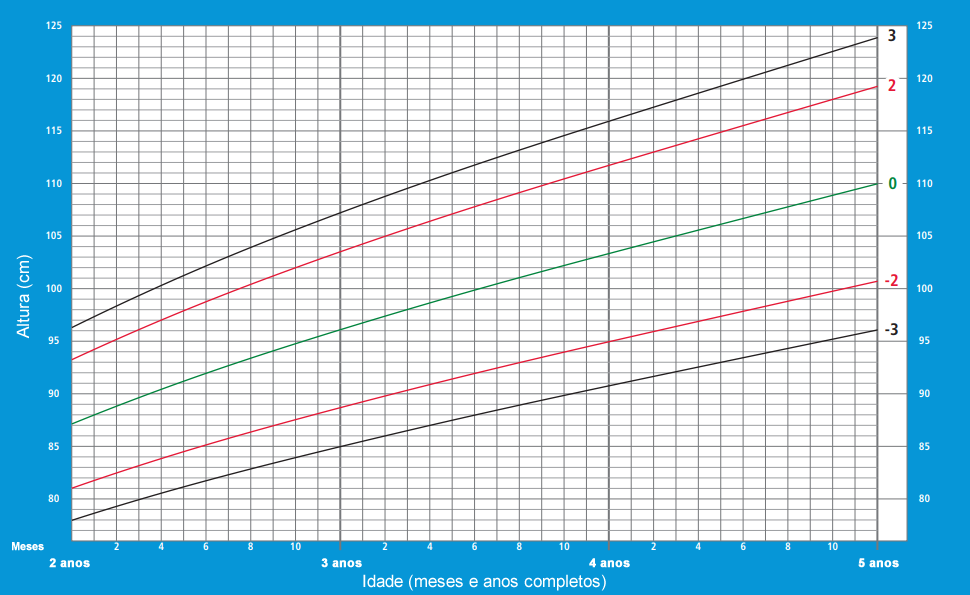 125 125
3
120 120
2
115 115
110 0 110
105 105
Altura (cm)
100 -2 100
95 -3 95
90 90
85 85
80 80
Meses 2 4 6 8 10 2 4 6 8 10 2 4 6 8 10
2 anos 3 anos 4 anos 5 anos
Idade (meses e anos completos)